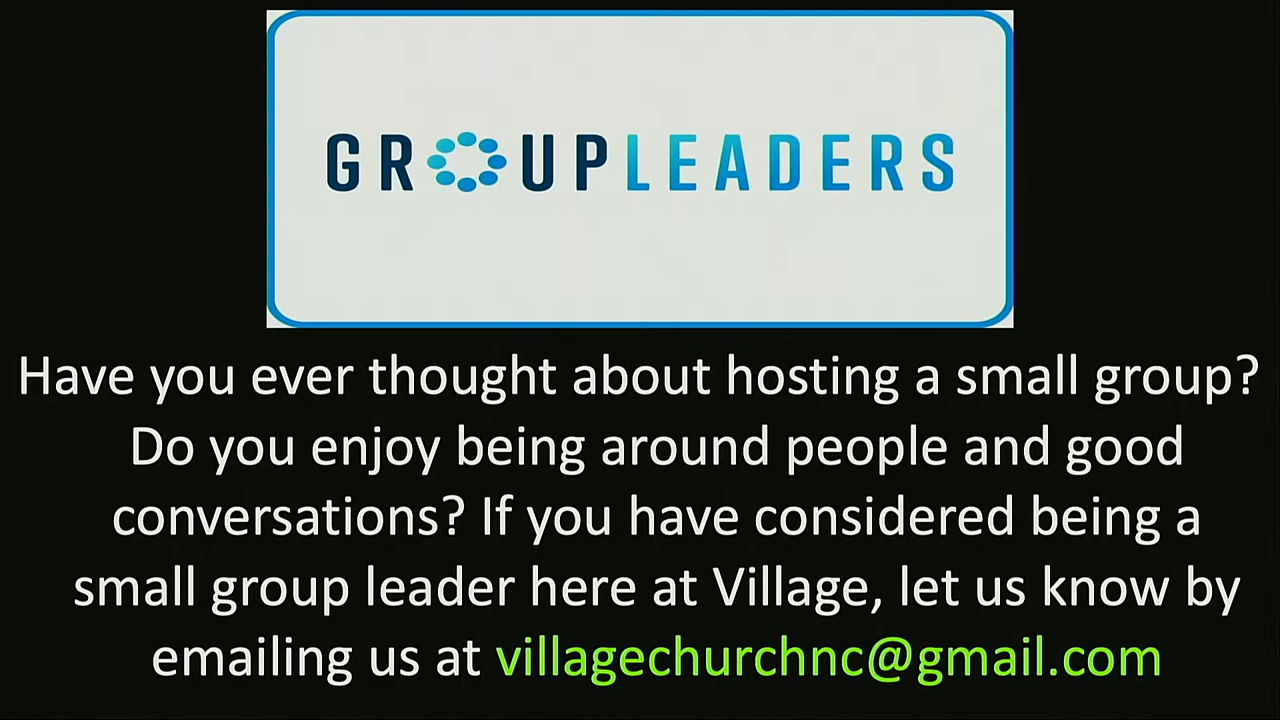 GROUPLEADERS
Have you ever thought about hosting a small group?
Do you enjoy being around people and good
conversations? If you have considered being a
small group leader here at Village, let us know by
emailing us at villagechurchnc@gmail.com